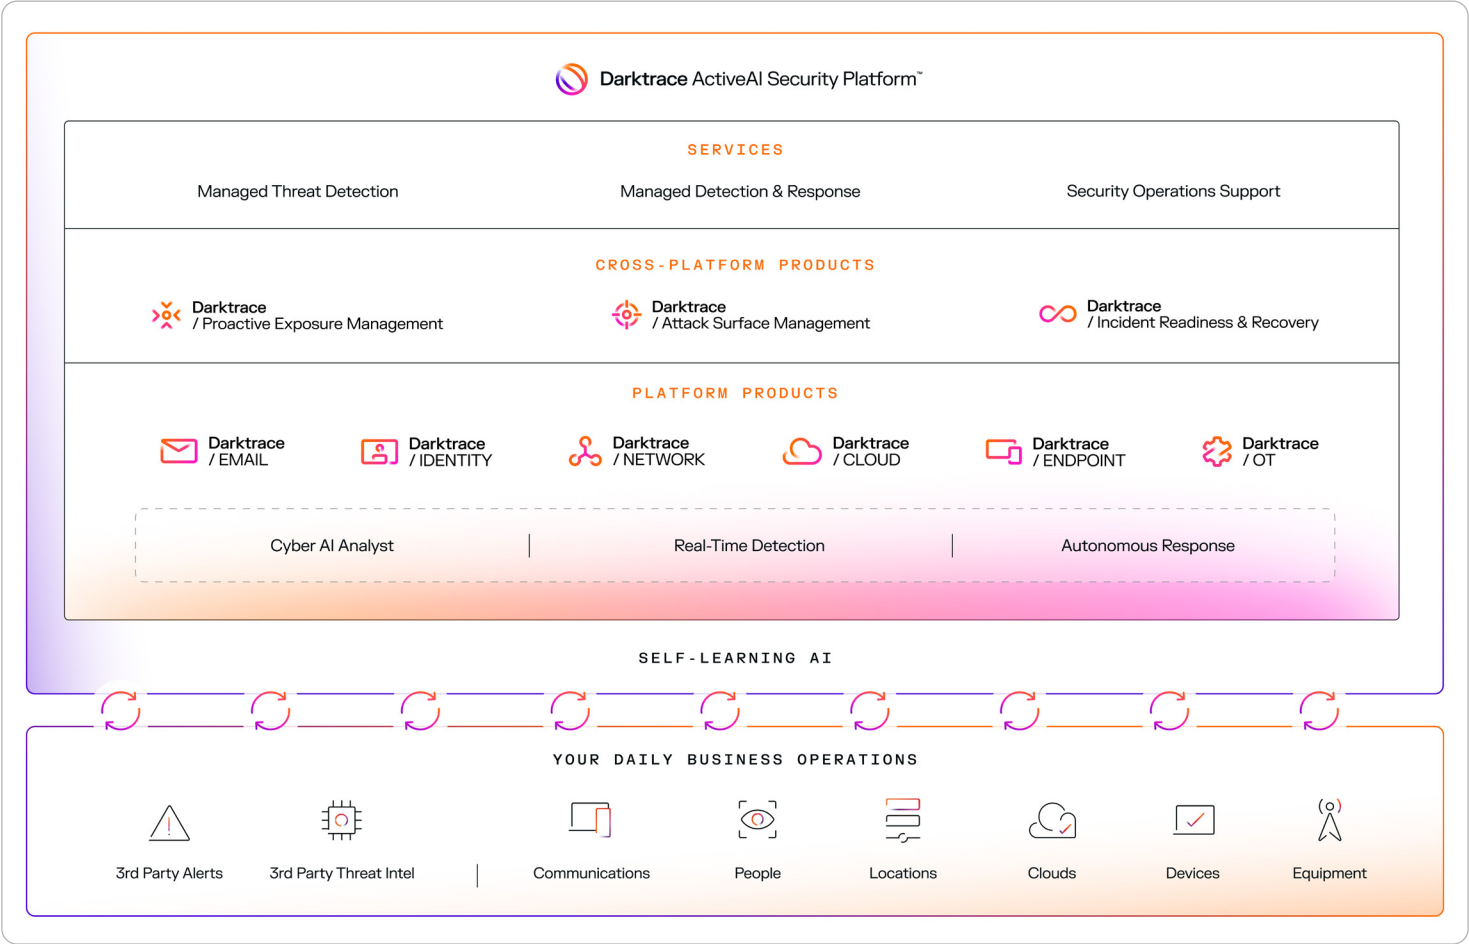 Darktrace ActiveAI Security Platform™
SERVICES
Managed Threat Detection
Managed Detection & Response
Security Operations Support
CROSS-PLATFORM PRODUCTS
Darktrace
/ Proactive Exposure Management
Darktrace
/ Attack Surface Management
Darktrace
/ Incident Readiness & Recovery
PLATFORM PRODUCTS
Darktrace
/ EMAIL
Darktrace
/ IDENTITY
Darktrace
/ NETWORK
Darktrace
/ CLOUD
Darktrace
/ ENDPOINT
Darktrace
/ OT
Cyber AI Analyst
Real-Time Detection
Autonomous Response
SELF-LEARNING AI
YOUR DAILY BUSINESS OPERATIONS
3rd Party Alerts
3rd Party Threat Intel
Communications
People
Locations
Clouds
Devices
Equipment